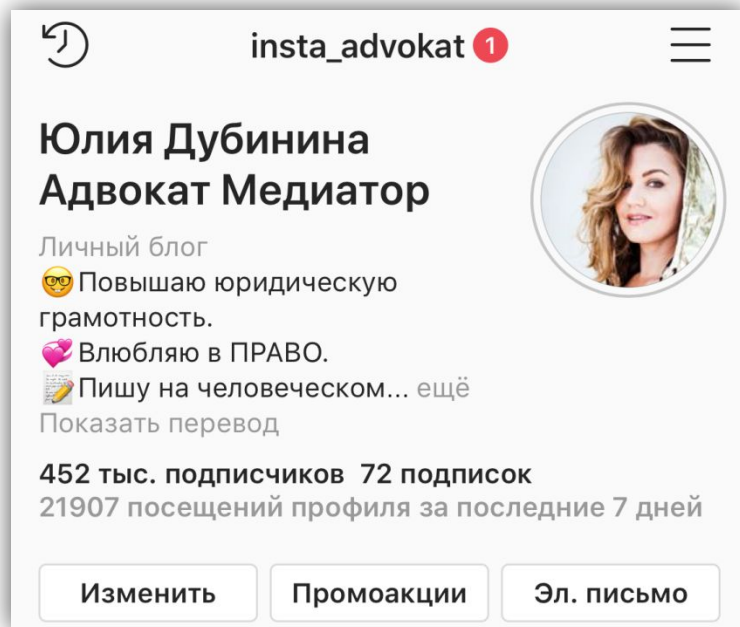 insta_advokat 1
Юлия Дубинина
Адвокат Медиатор
Личный блог
🤓Повышаю юридическую
грамотность.
💞Влюбляю в ПРАВО.
📝Пишу на человеческом... ещё
Показать перевод
452 тыс. подписчиков 72 подписок
21907 посещений профиля за последние 7 дней
Изменить Промоакции Эл. письмо